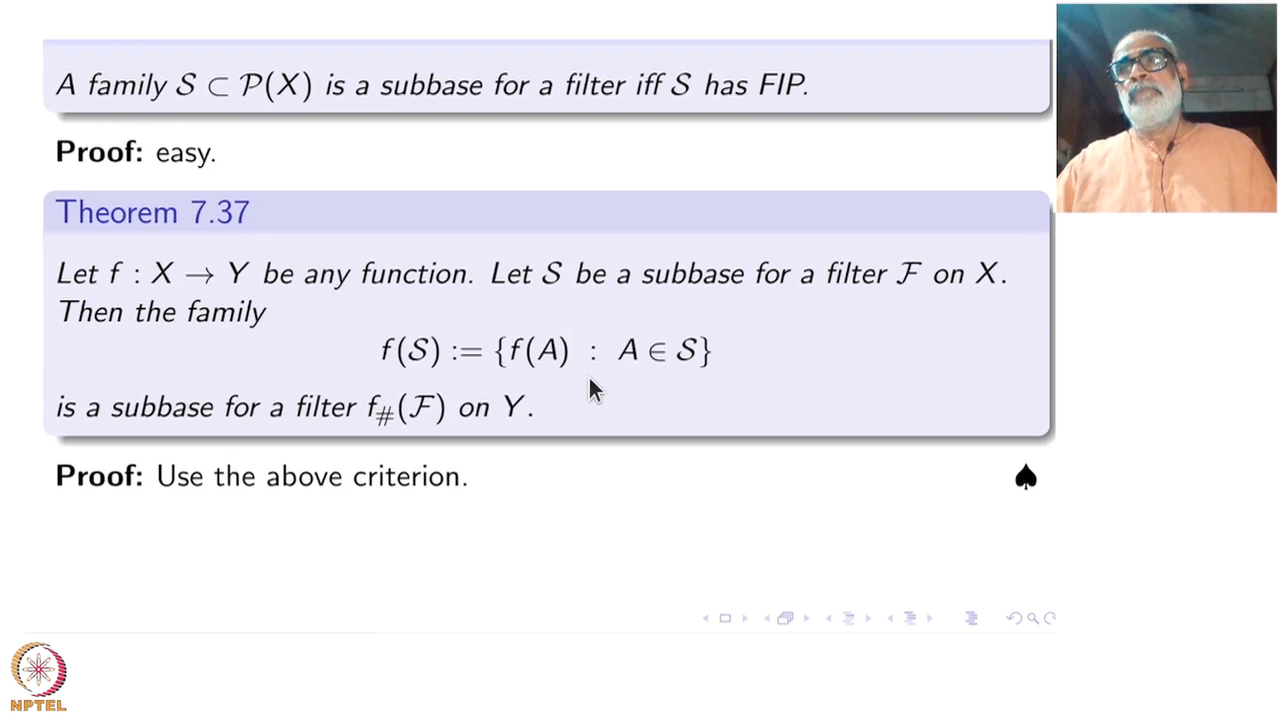 A family 𝒮 ⊂ 𝒫(X) is a subbase for a filter iff 𝒮 has FIP.
Proof: easy.
Theorem 7.37
Let f : X → Y be any function. Let 𝒮 be a subbase for a filter ℱ on X.
Then the family
f(𝒮) := {f(A) : A ∈ 𝒮}
is a subbase for a filter f_#(ℱ) on Y.
Proof: Use the above criterion. ♠
NPTEL